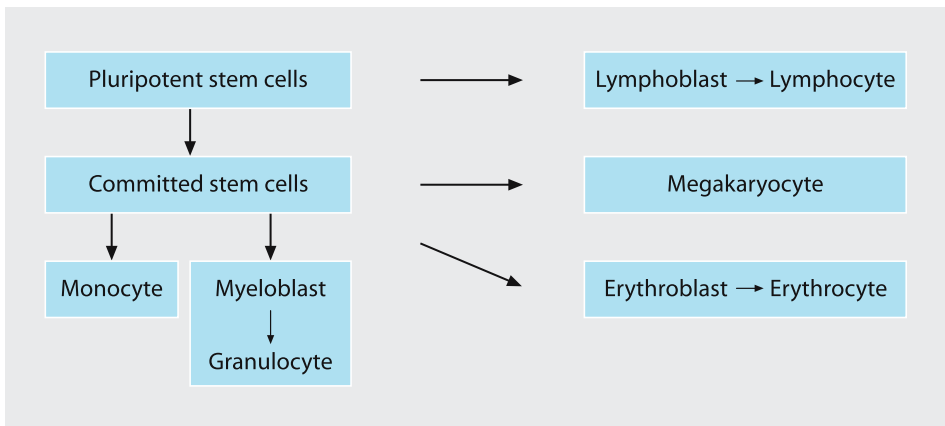 Pluripotent stem cells
Lymphoblast → Lymphocyte
Committed stem cells
Megakaryocyte
Monocyte
Myeloblast
Granulocyte
Erythroblast → Erythrocyte